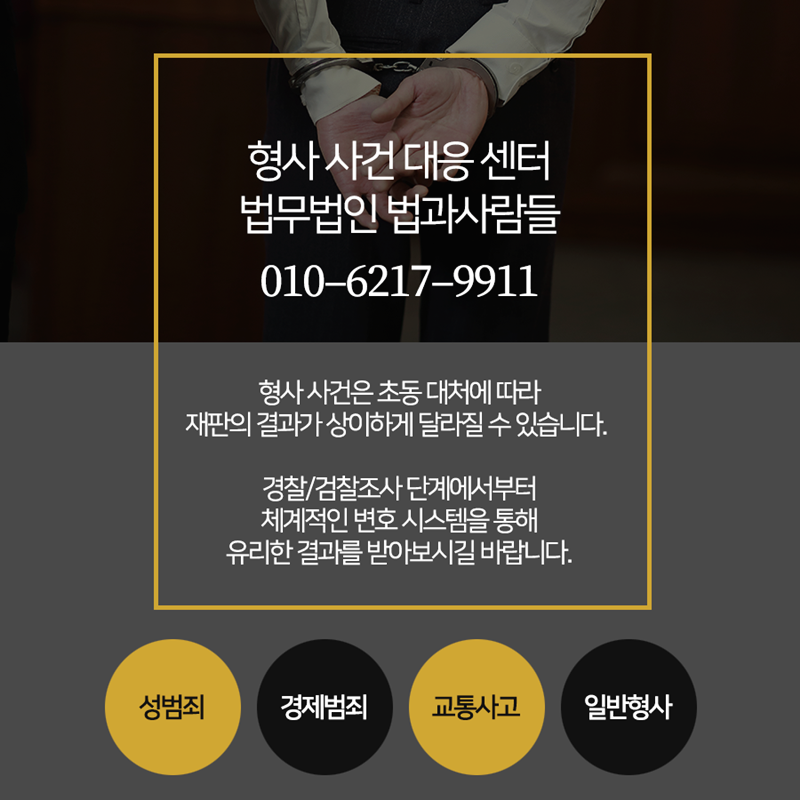 형사 사건 대응 센터
법무법인 법과사람들
010-6217-9911
형사 사건은 초동 대처에 따라
재판의 결과가 상이하게 달라질 수 있습니다.
경찰/검찰조사 단계에서부터
체계적인 변호 시스템을 통해
유리한 결과를 받아보시길 바랍니다.
성범죄
경제범죄
교통사고
일반형사